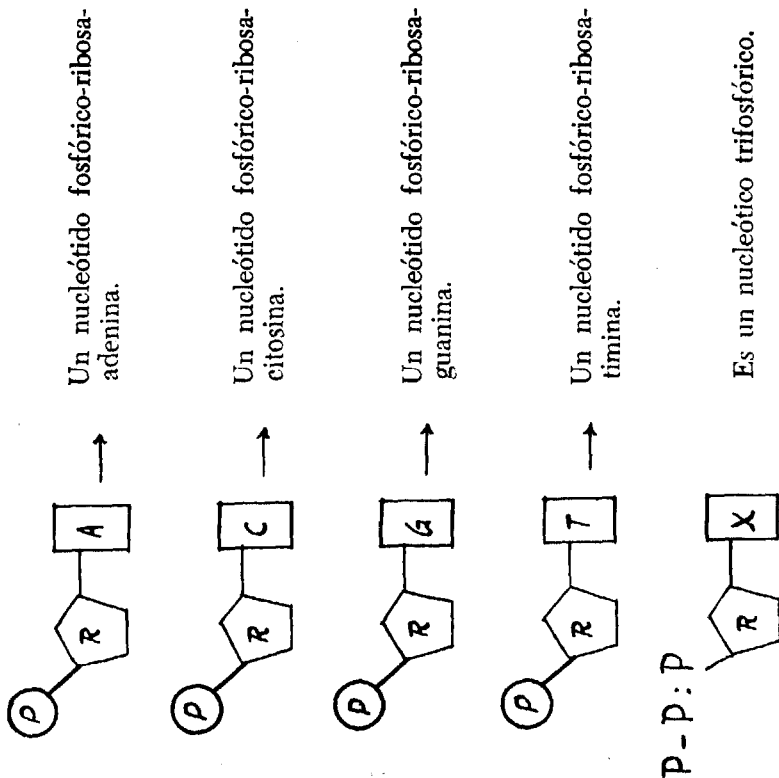 P R A → Un nucleótido fosfórico-ribosa-
adenina.
P R C → Un nucleótido fosfórico-ribosa-
citosina.
P R G → Un nucleótido fosfórico-ribosa-
guanina.
P R T → Un nucleótido fosfórico-ribosa-
timina.
P-P:P R X Es un nucleótico trifosfórico.